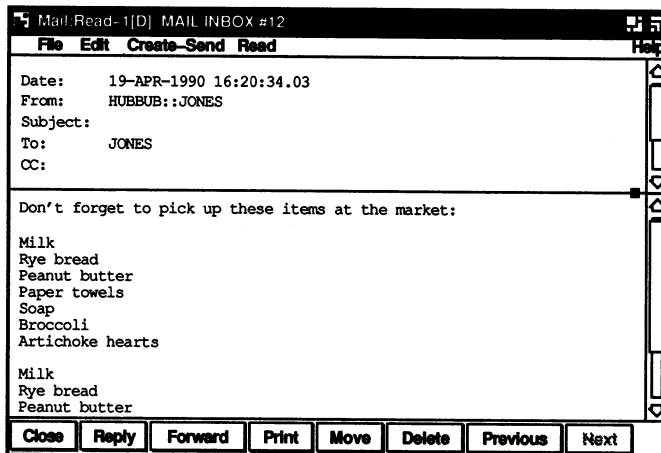 Mail:Read-1[D] MAIL INBOX #12
File Edit Create-Send Read Help
Date: 19-APR-1990 16:20:34.03
From: HUBBUB::JONES
Subject:
To: JONES
CC:
Don't forget to pick up these items at the market:
Milk
Rye bread
Peanut butter
Paper towels
Soap
Broccoli
Artichoke hearts
Milk
Rye bread
Peanut butter
Close Reply Forward Print Move Delete Previous Next